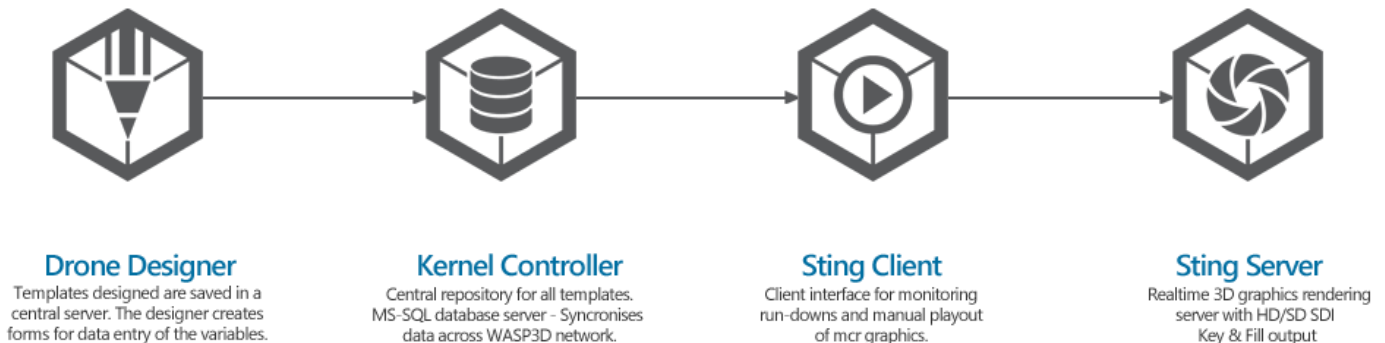 Drone Designer
Templates designed are saved in a
central server. The designer creates
forms for data entry of the variables.
Kernel Controller
Central repository for all templates.
MS-SQL database server - Syncronises
data across WASP3D network.
Sting Client
Client interface for monitoring
run-downs and manual playout
of mcr graphics.
Sting Server
Realtime 3D graphics rendering
server with HD/SD SDI
Key & Fill output